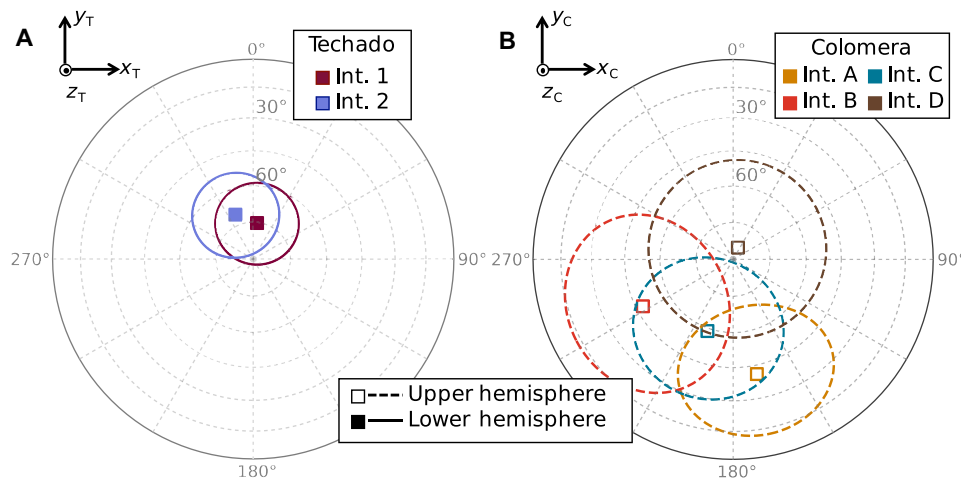 A
y_T
x_T
z_T
Techado
Int. 1
Int. 2
0°
30°
60°
270°
90°
180°
B
y_C
x_C
z_C
Colomera
Int. A Int. C
Int. B Int. D
0°
30°
60°
270°
90°
180°
Upper hemisphere
Lower hemisphere